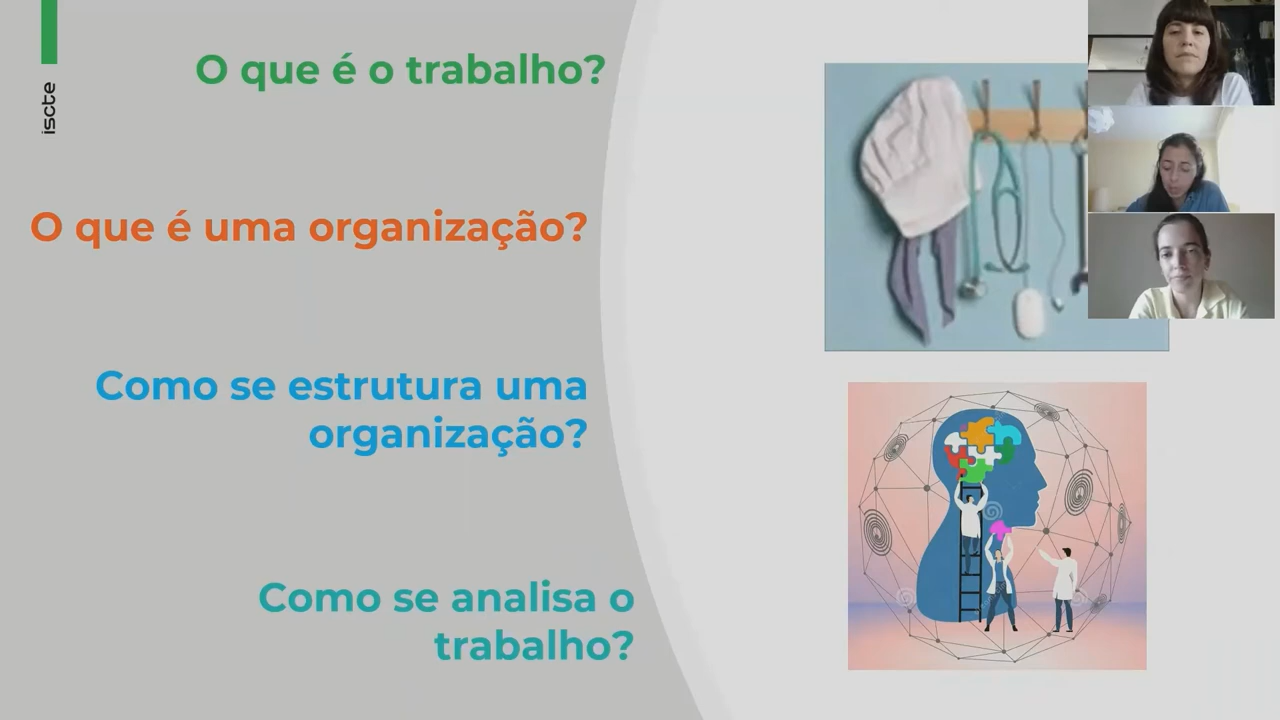 iscte
O que é o trabalho?
O que é uma organização?
Como se estrutura uma
organização?
Como se analisa o
trabalho?